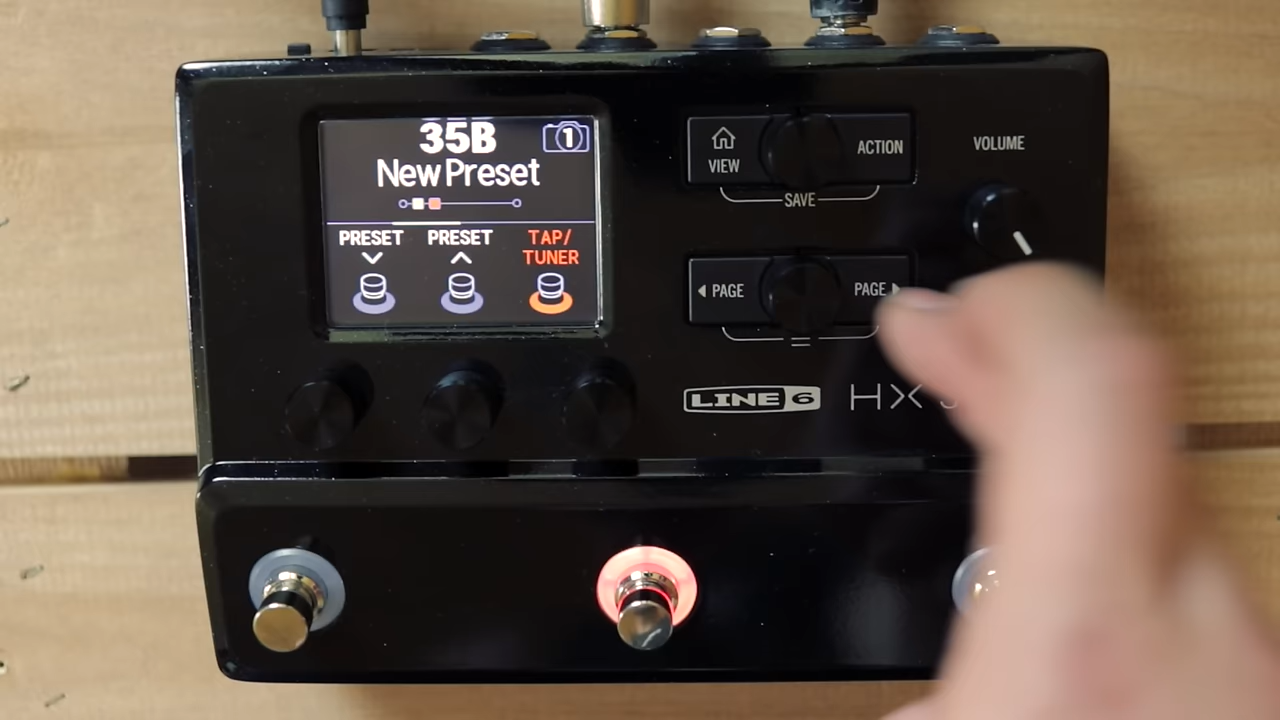 35B
1
New Preset
PRESET PRESET TAP/
TUNER
VIEW
ACTION
SAVE
VOLUME
PAGE
PAGE
LINE 6 HX